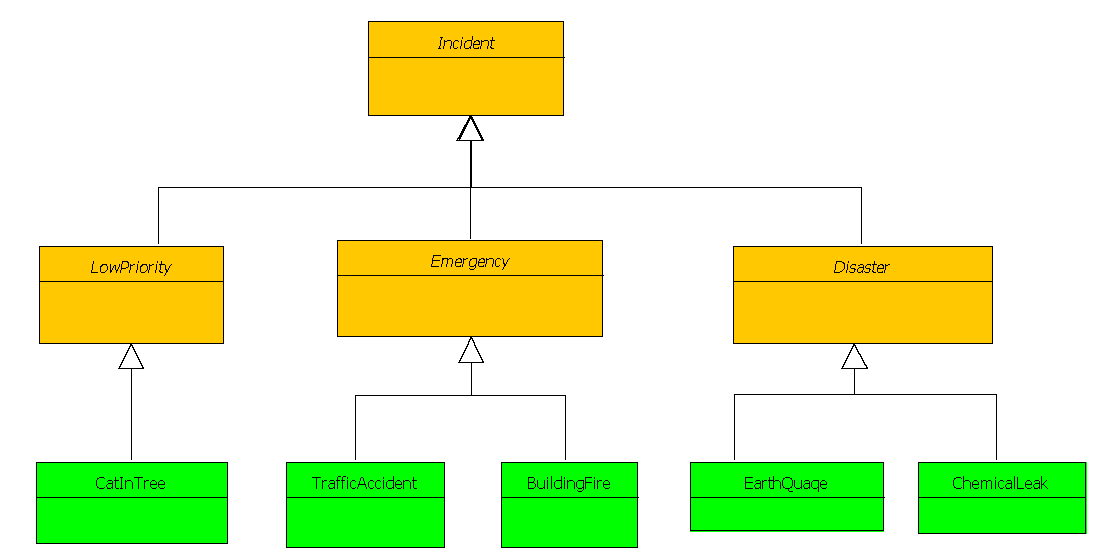 Incident
LowPriority
Emergency
Disaster
CatInTree
TrafficAccident
BuildingFire
EarthQuaqe
ChemicalLeak